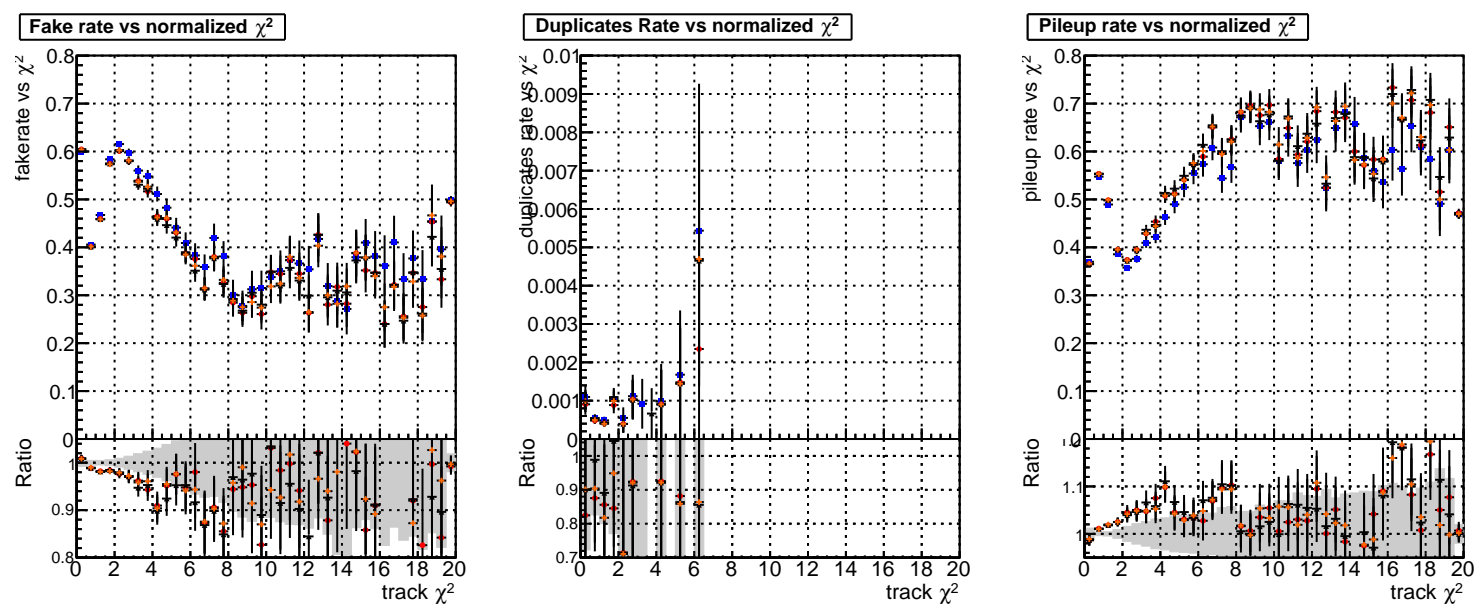 Fake rate vs normalized χ²
fakerate vs χ²
0.8
0.7
0.6
0.5
0.4
0.3
0.2
0.1
0
Ratio
1
0.9
0.8
0 2 4 6 8 10 12 14 16 18 20
track χ²
Duplicates Rate vs normalized χ²
duplicates rate vs χ²
0.01
0.009
0.008
0.007
0.006
0.005
0.004
0.003
0.002
0.001
0
Ratio
1
0.9
0.8
0.7
0 2 4 6 8 10 12 14 16 18 20
track χ²
Pileup rate vs normalized χ²
pileup rate vs χ²
0.8
0.7
0.6
0.5
0.4
0.3
0.2
0.1
0
Ratio
1.1
1
0 2 4 6 8 10 12 14 16 18 20
track χ²